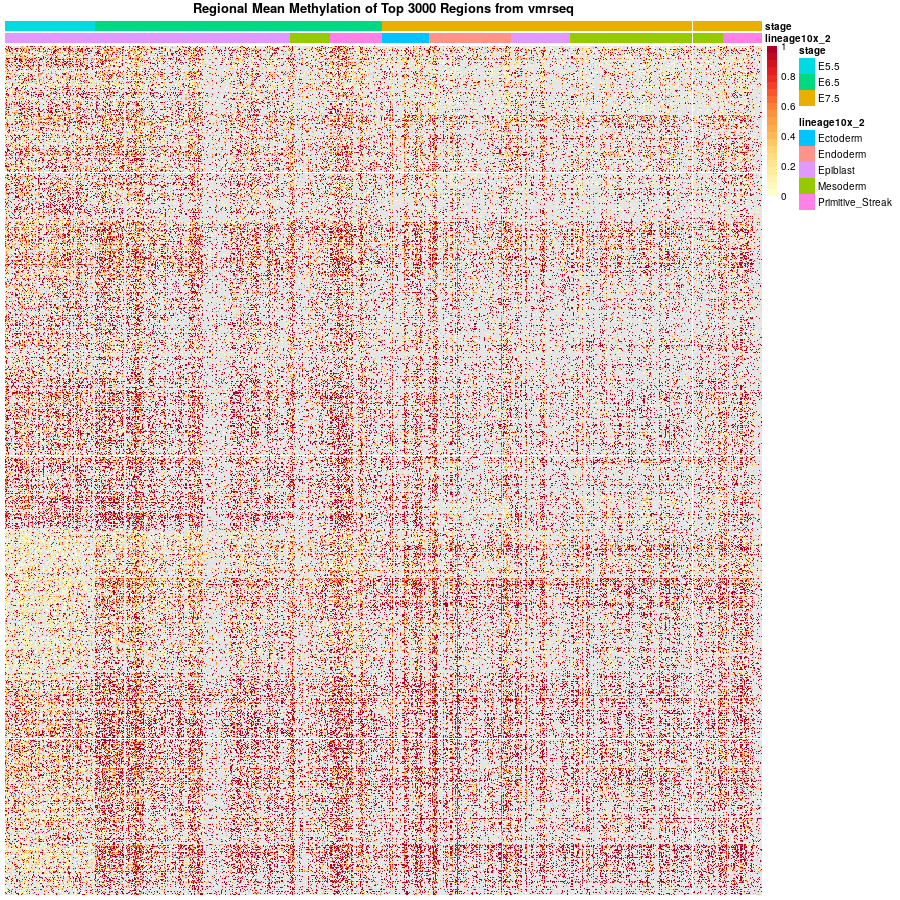 Regional Mean Methylation of Top 3000 Regions from vmrseq
stage
lineage10x_2
1
0.8
0.6
0.4
0.2
0
stage
E5.5
E6.5
E7.5
lineage10x_2
Ectoderm
Endoderm
Epiblast
Mesoderm
Primitive_Streak